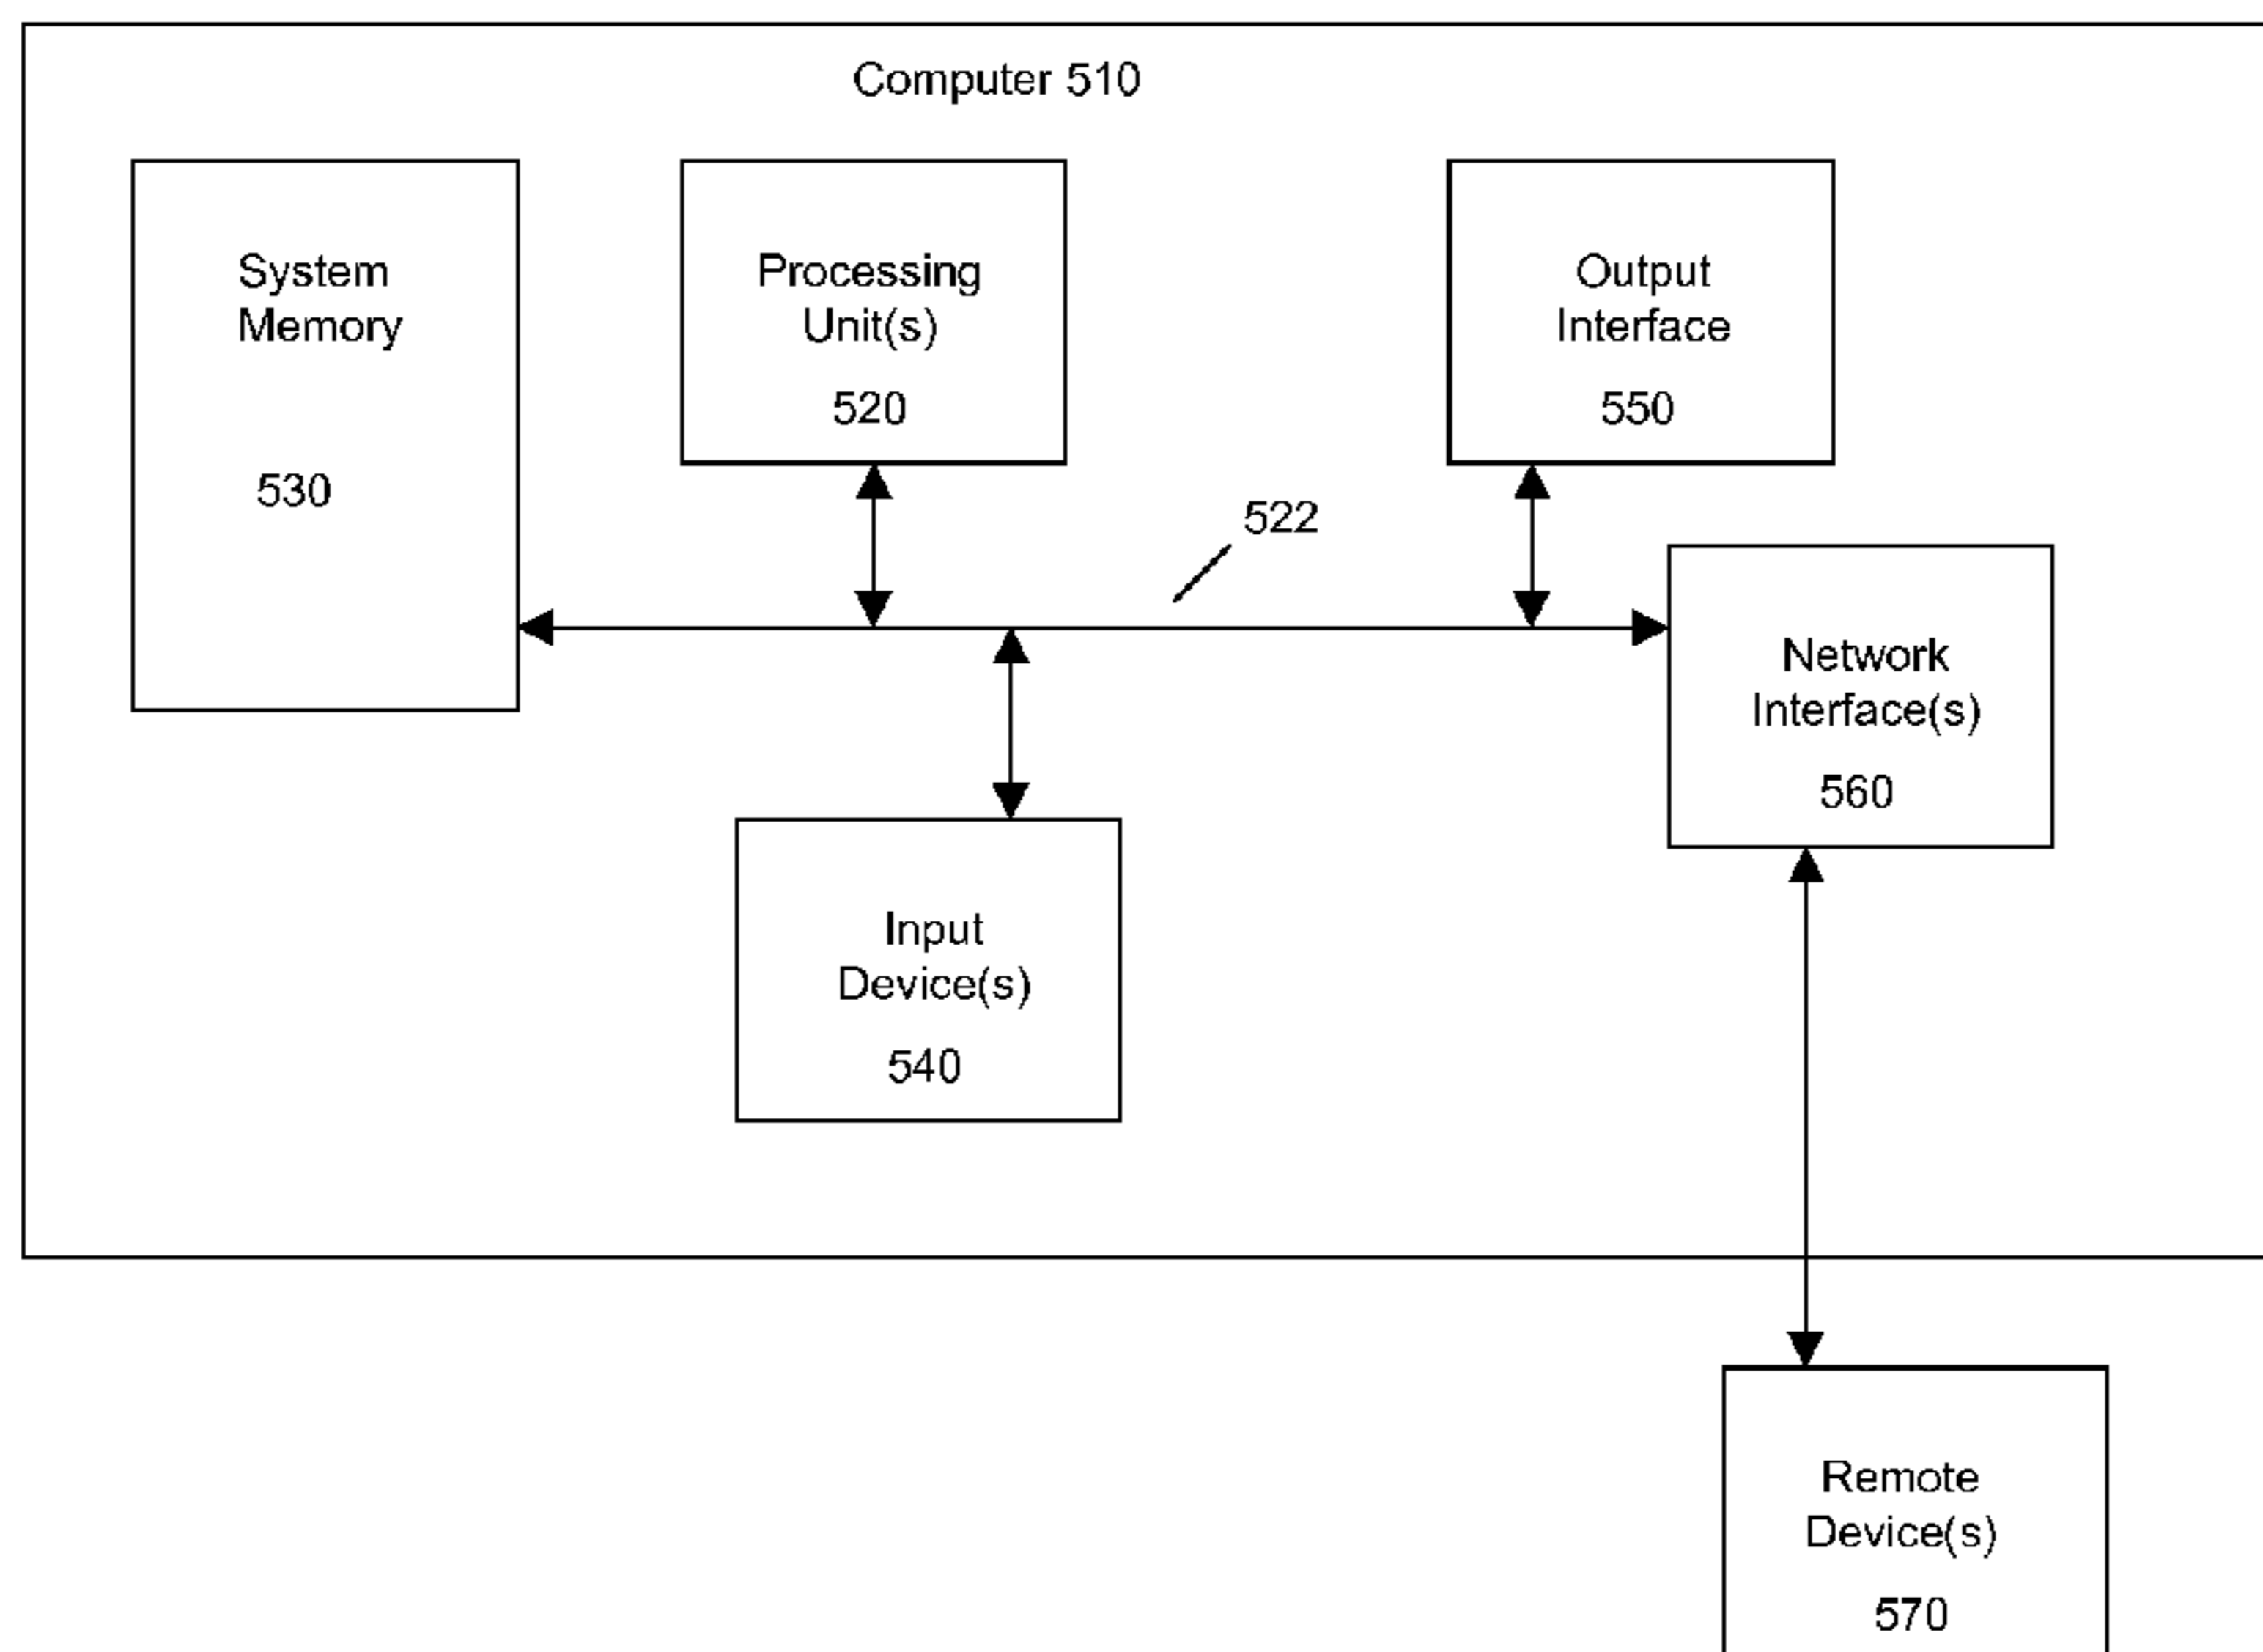 Computer 510
System
Memory
530
Processing
Unit(s)
520
Output
Interface
550
522
Network
Interface(s)
560
Input
Device(s)
540
Remote
Device(s)
570